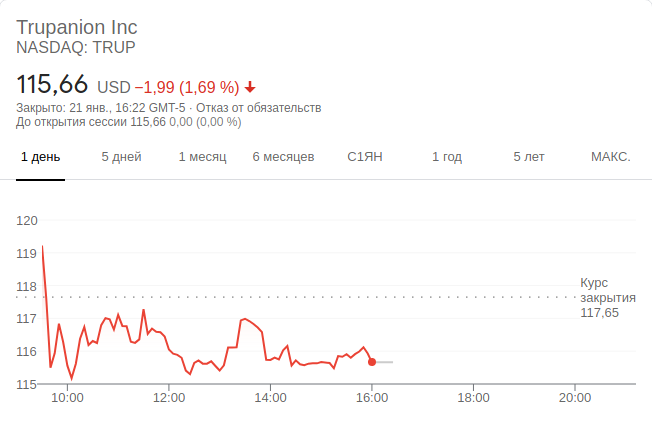 Trupanion Inc
NASDAQ: TRUP
115,66 USD −1,99 (1,69 %)
Закрыто: 21 янв., 16:22 GMT-5 · Отказ от обязательств
До открытия сессии 115,66 0,00 (0,00 %)
1 день 5 дней 1 месяц 6 месяцев С1ЯН 1 год 5 лет МАКС.
120
119
118
117
116
115
Курс
закрытия
117,65
10:00 12:00 14:00 16:00 18:00 20:00